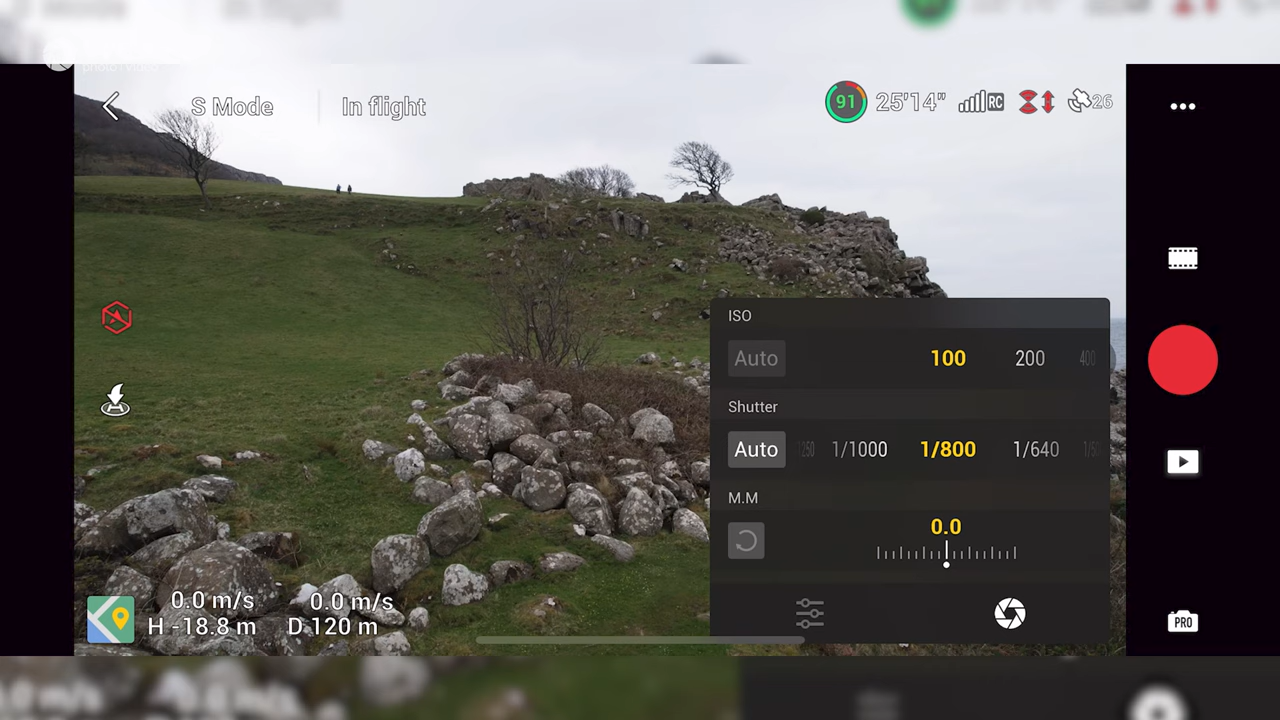 S Mode In flight 91 25'14" RC 26
ISO
Auto 100 200 400
Shutter
Auto 1/1000 1/800 1/640
M.M
0.0
0.0 m/s 0.0 m/s
H -18.8 m D 120 m
PRO